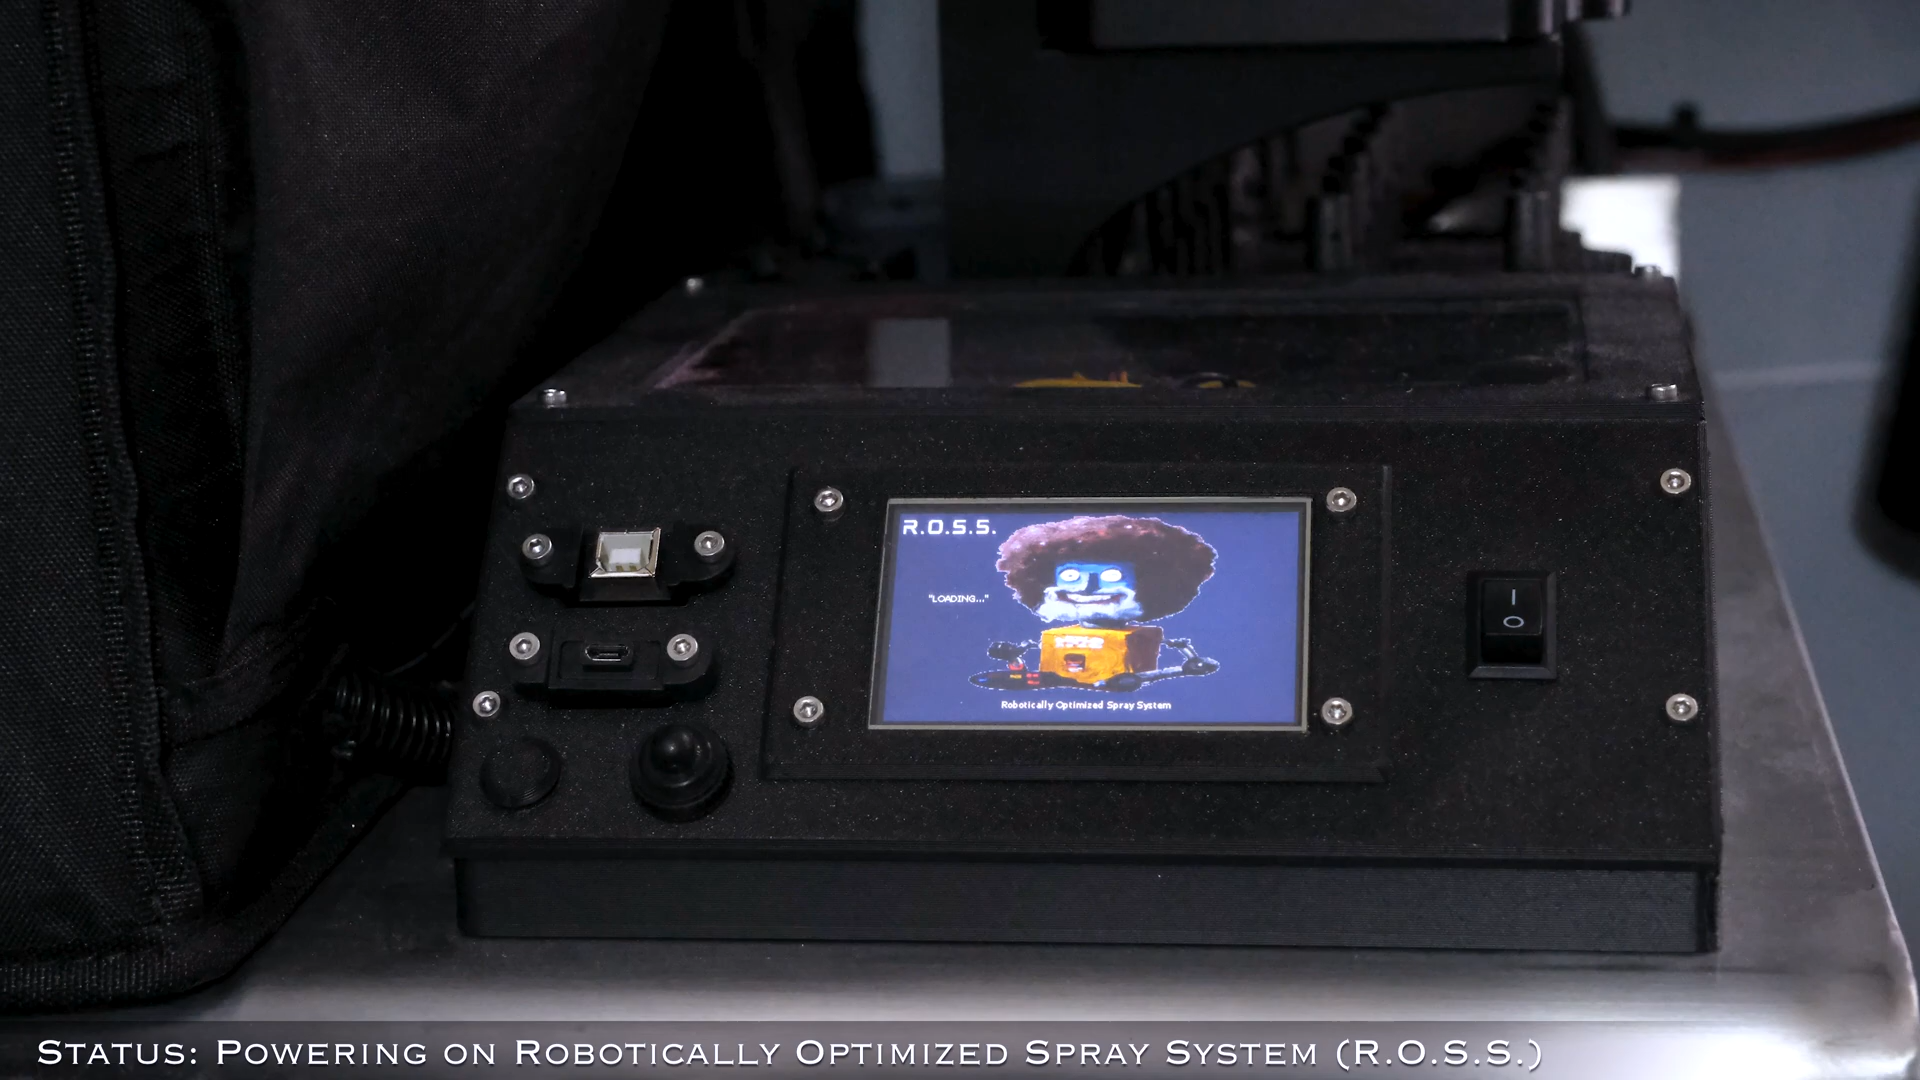 R.O.S.S.
"LOADING..."
Robotically Optimized Spray System
STATUS: POWERING ON ROBOTICALLY OPTIMIZED SPRAY SYSTEM (R.O.S.S.)